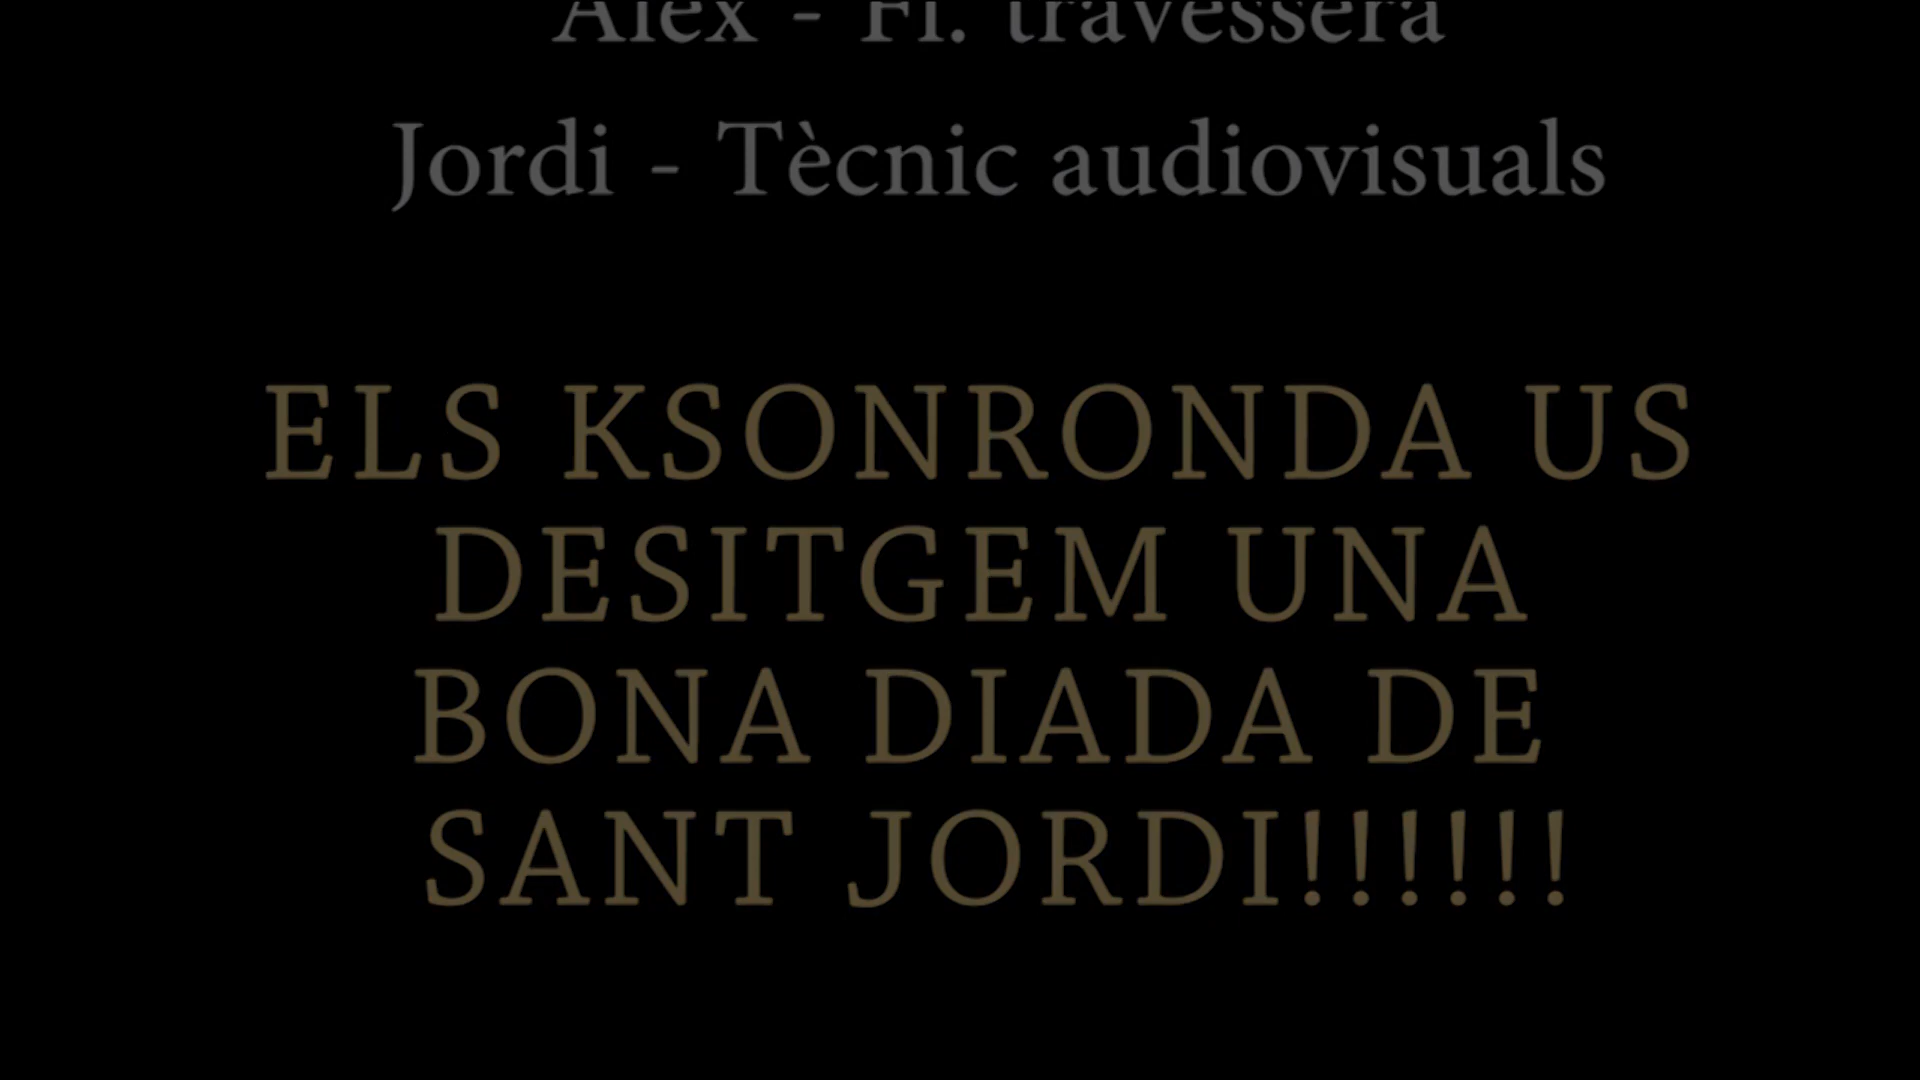 Alex - Fl. travessera
Jordi - Tècnic audiovisuals
ELS KSONRONDA US
DESITGEM UNA
BONA DIADA DE
SANT JORDI!!!!!!